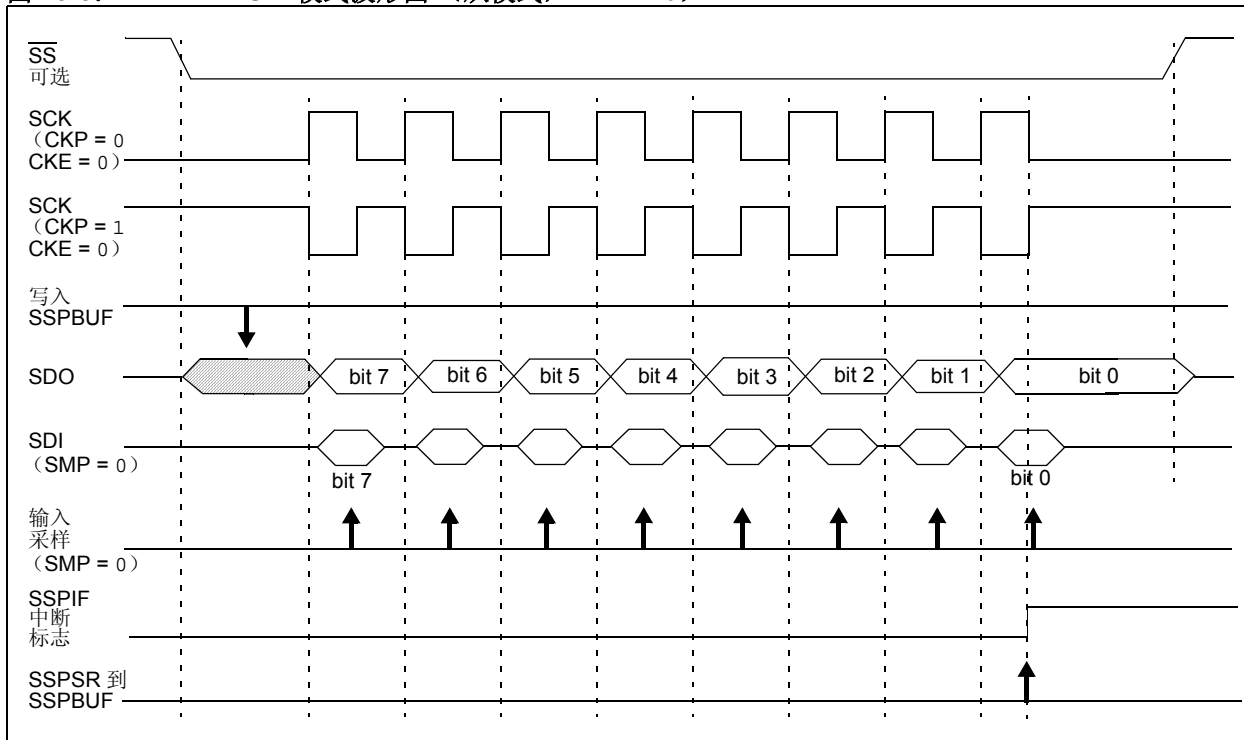 SS
可选
SCK
（CKP = 0
CKE = 0）
SCK
（CKP = 1
CKE = 0）
写入
SSPBUF
SDO
bit 7 bit 6 bit 5 bit 4 bit 3 bit 2 bit 1 bit 0
SDI
（SMP = 0）
bit 7 bit 0
输入
采样
（SMP = 0）
SSPIF
中断
标志
SSPSR 到
SSPBUF